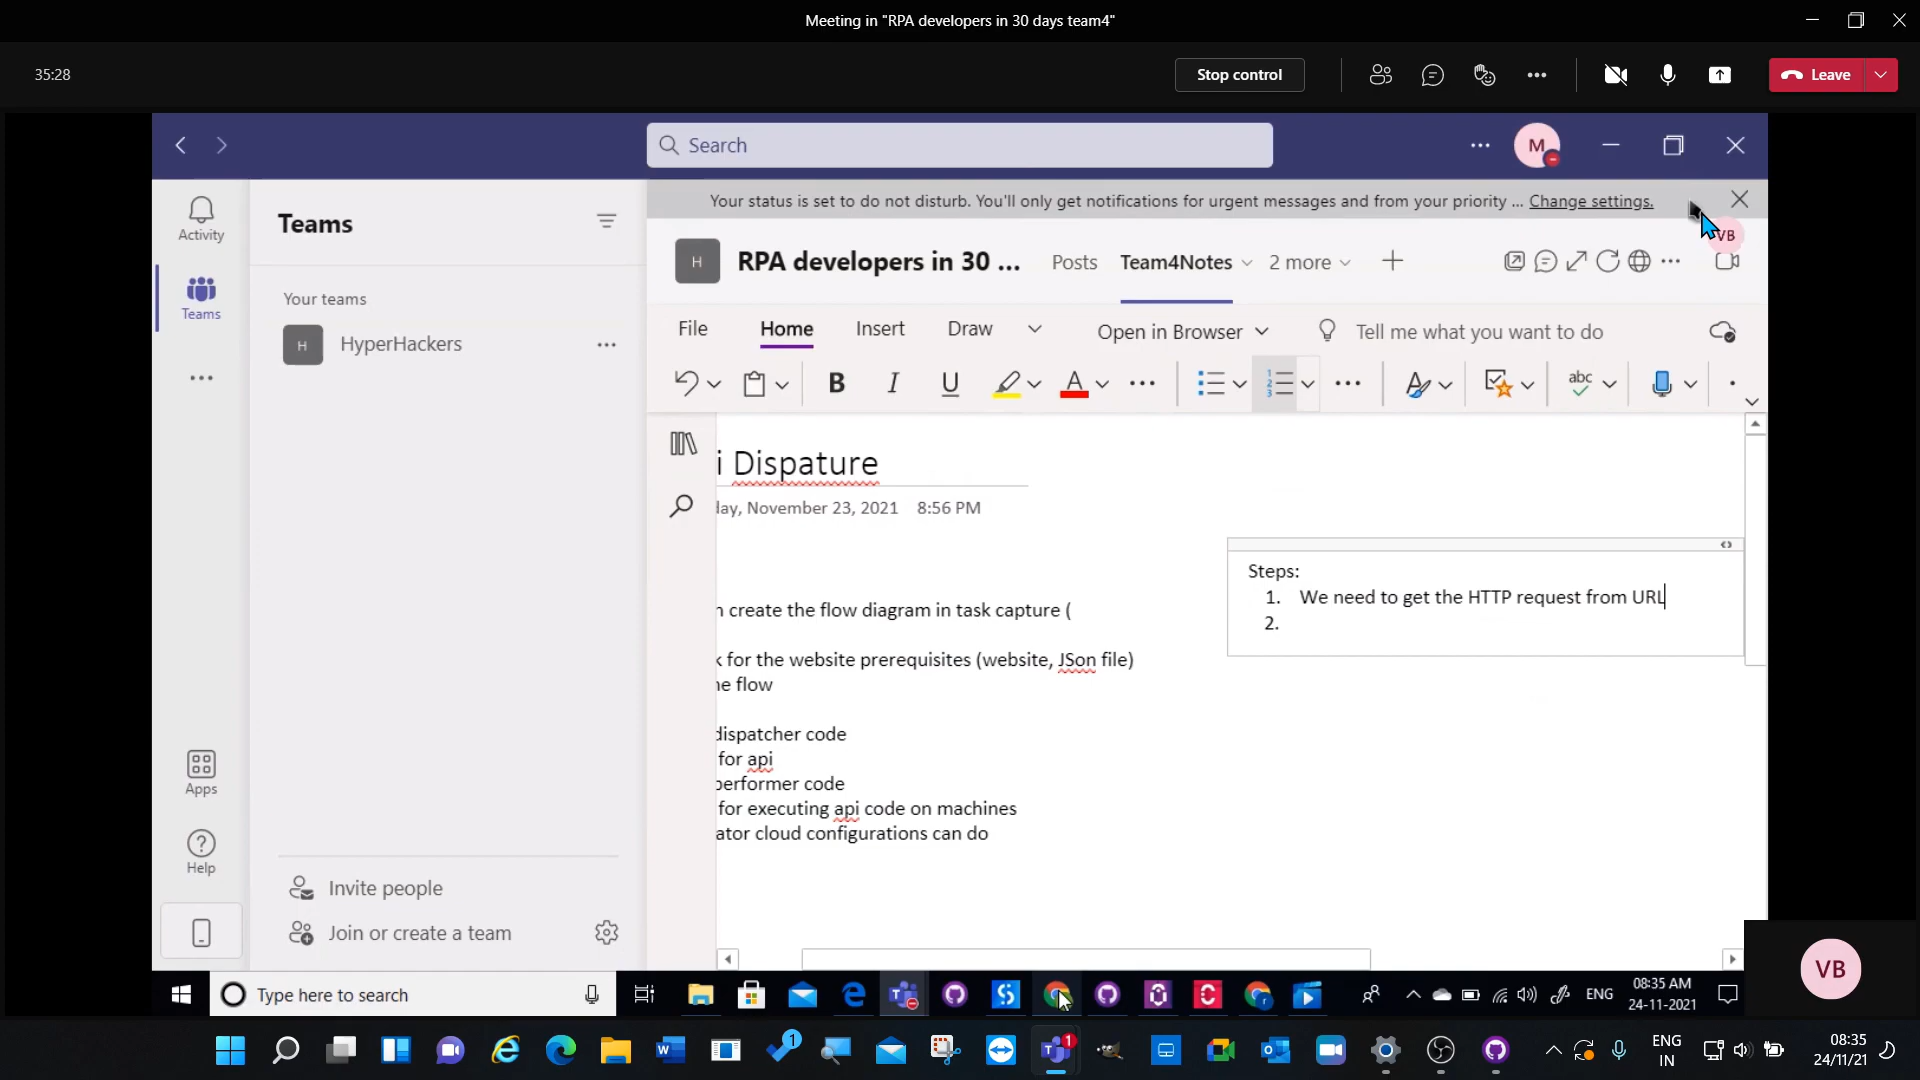 Meeting in "RPA developers in 30 days team4"
35:28
Stop control
Leave
Search
M
Your status is set to do not disturb. You'll only get notifications for urgent messages and from your priority ... Change settings.
Activity
Teams
Teams
Your teams
H HyperHackers
H RPA developers in 30 ... Posts Team4Notes 2 more
VB
File Home Insert Draw Open in Browser Tell me what you want to do
B I U A abc
i Dispature
day, November 23, 2021 8:56 PM
Steps:
1. We need to get the HTTP request from URL
2.
create the flow diagram in task capture (
for the website prerequisites (website, JSon file)
flow
dispatcher code
for api
performer code
for executing api code on machines
ator cloud configurations can do
Apps
Help
Invite people
Join or create a team
VB
Type here to search
ENG
08:35 AM
24-11-2021
1
1
ENG
IN
08:35
24/11/21